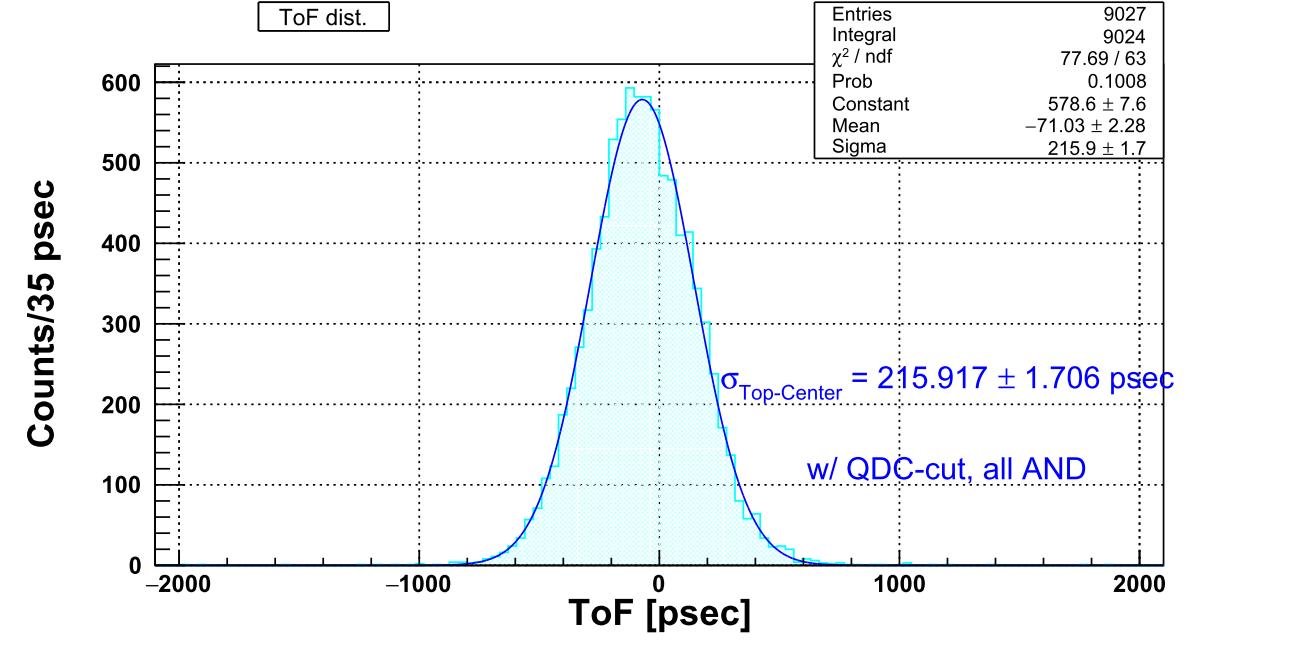 ToF dist.
Entries 9027
Integral 9024
χ² / ndf 77.69 / 63
Prob 0.1008
Constant 578.6 ± 7.6
Mean −71.03 ± 2.28
Sigma 215.9 ± 1.7
Counts/35 psec
600
500
400
300
200
100
0
σTop-Center = 215.917 ± 1.706 psec
w/ QDC-cut, all AND
−2000 −1000 0 1000 2000
ToF [psec]